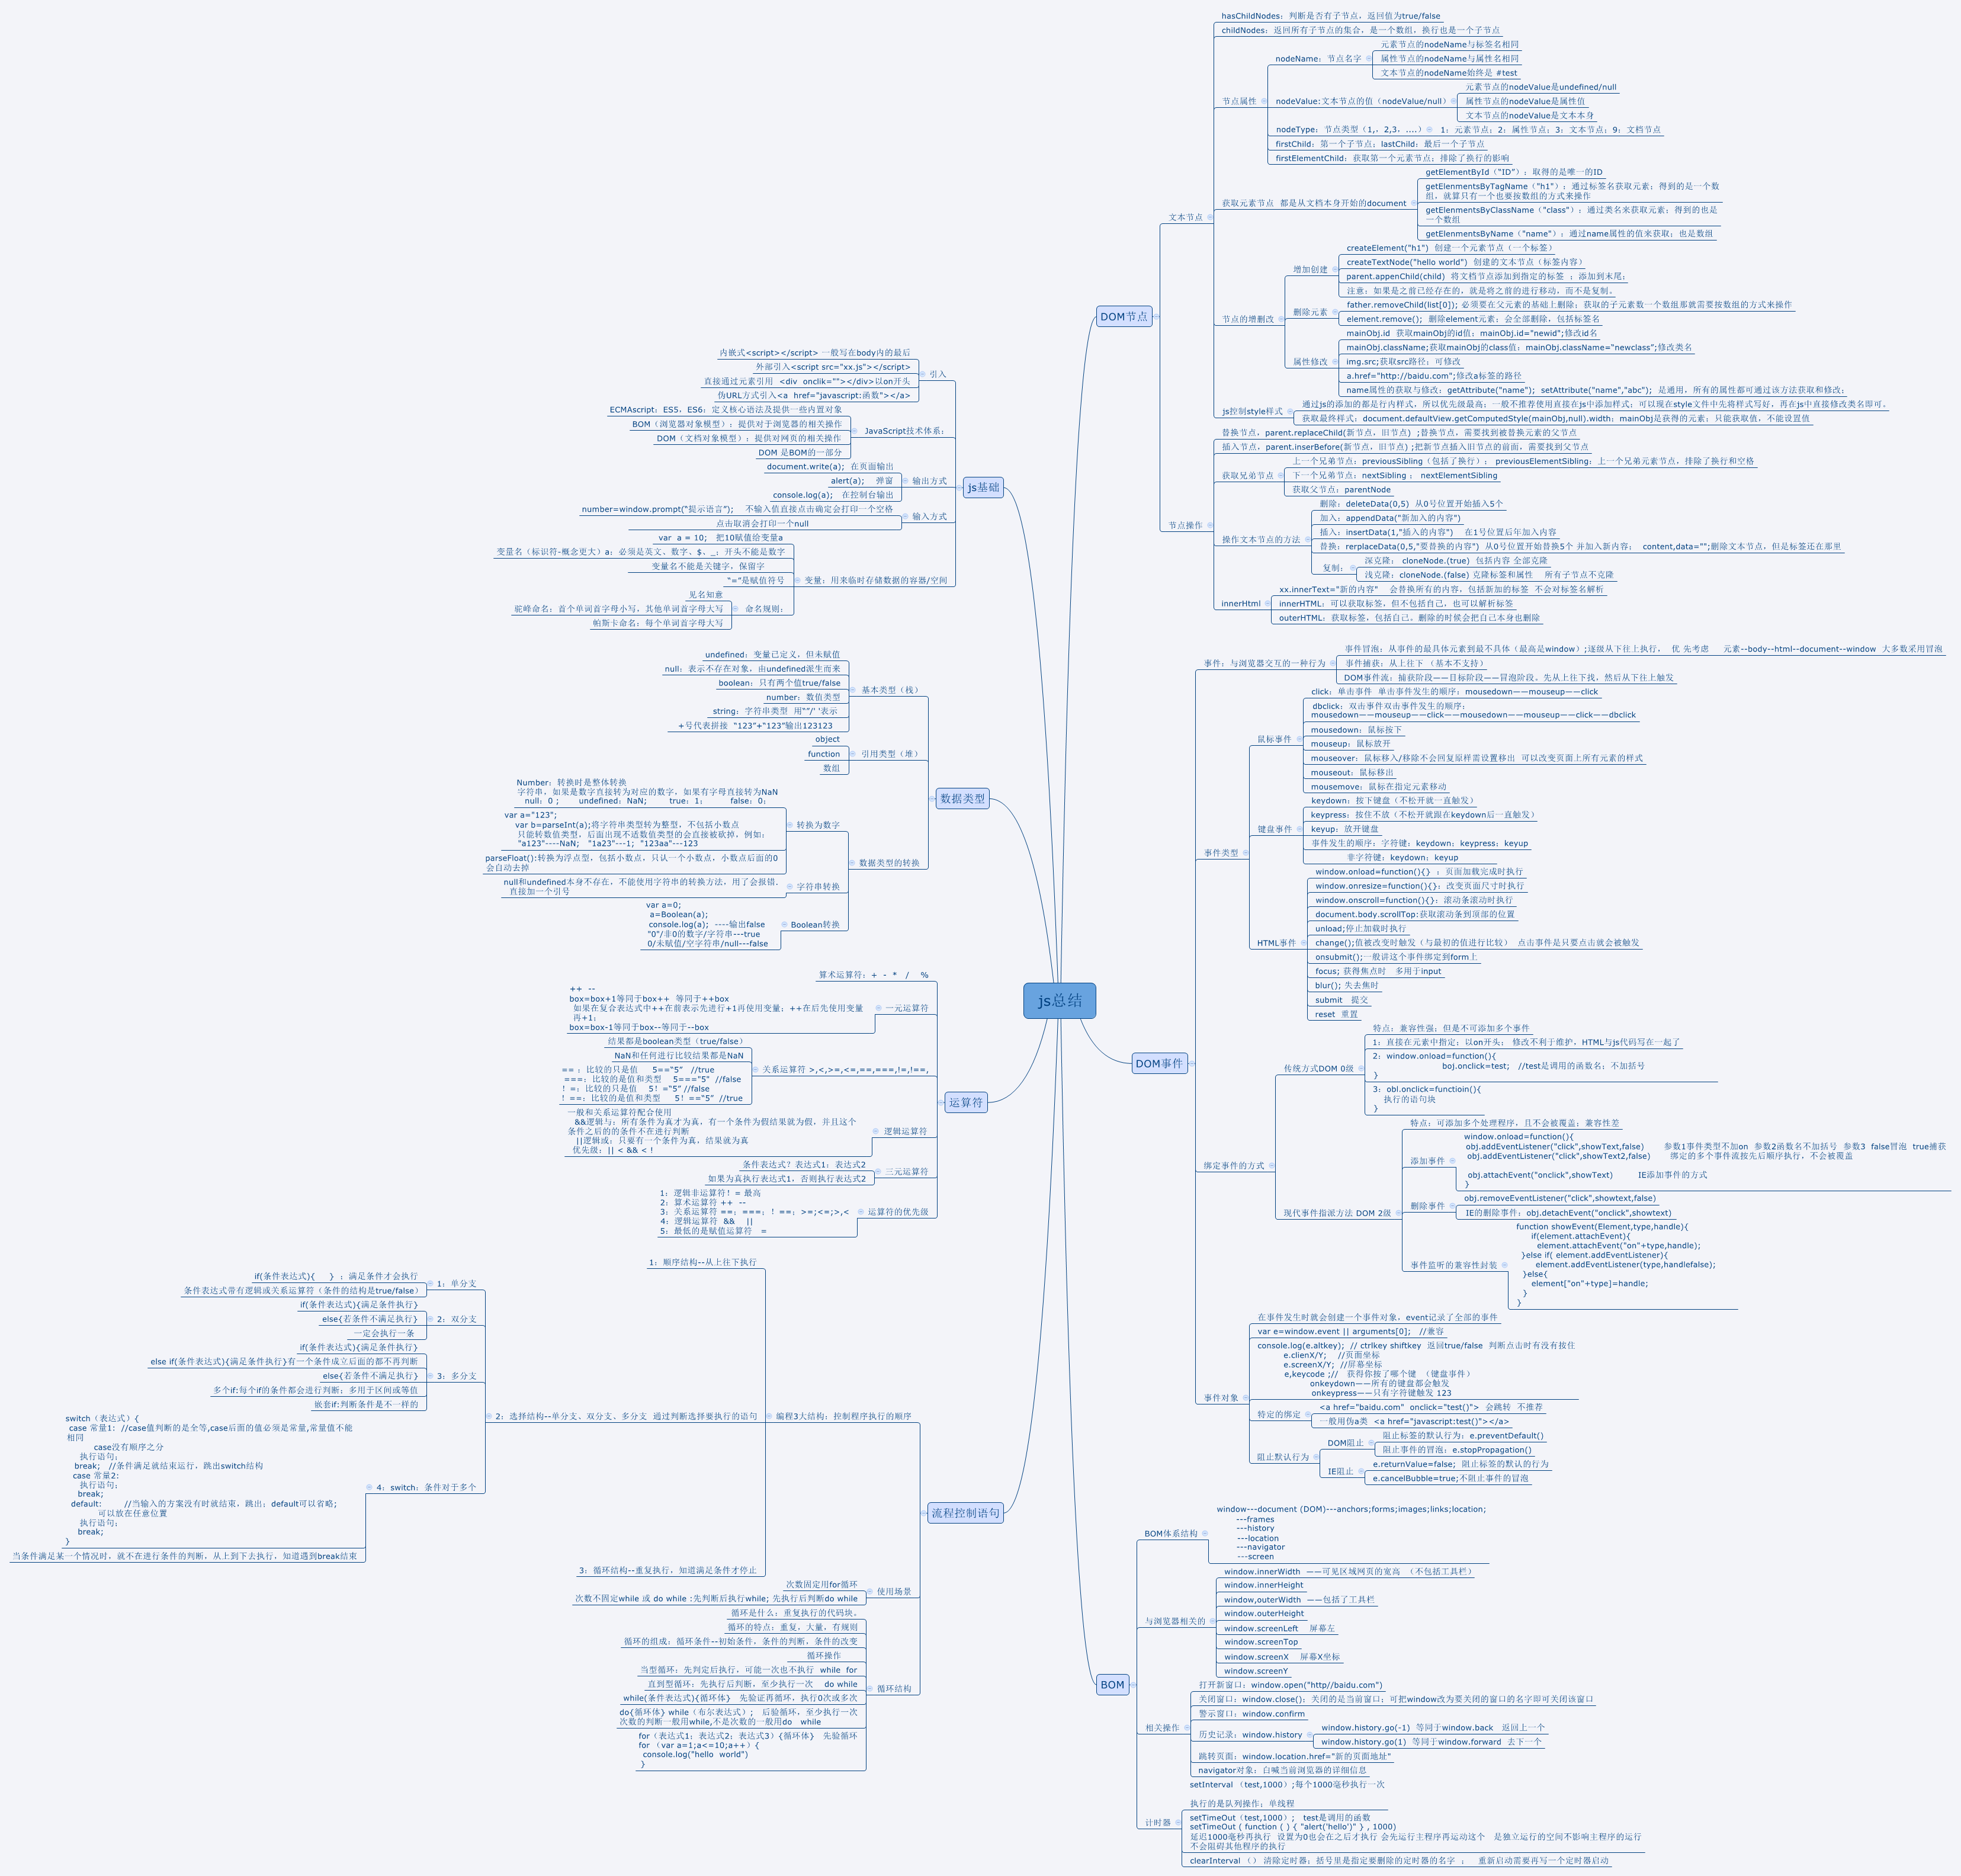 js总结
DOM节点
文本节点
hasChildNodes：判断是否有子节点，返回值为true/false
childNodes：返回所有子节点的集合，是一个数组，换行也是一个子节点
节点属性
nodeName：节点名字
元素节点的nodeName与标签名相同
属性节点的nodeName与属性名相同
文本节点的nodeName始终是 #test
nodeValue:文本节点的值（nodeValue/null）
元素节点的nodeValue是undefined/null
属性节点的nodeValue是属性值
文本节点的nodeValue是文本本身
nodeType：节点类型（1,，2,3，....）
1：元素节点；2：属性节点；3：文本节点；9：文档节点
firstChild：第一个子节点；lastChild：最后一个子节点
firstElementChild：获取第一个元素节点；排除了换行的影响
获取元素节点 都是从文档本身开始的document
getElementById（"ID"）；取得的是唯一的ID
getElenmentsByTagName（"h1"）；通过标签名获取元素；得到的是一个数
组，就算只有一个也要按数组的方式来操作
getElenmentsByClassName（"class"）；通过类名来获取元素；得到的也是
一个数组
getElenmentsByName（"name"）；通过name属性的值来获取；也是数组
节点的增删改
增加创建
createElement("h1") 创建一个元素节点（一个标签）
createTextNode("hello world") 创建的文本节点（标签内容）
parent.appenChild(child) 将文档节点添加到指定的标签 ；添加到末尾；
注意：如果是之前已经存在的，就是将之前的进行移动，而不是复制。
删除元素
father.removeChild(list[0]); 必须要在父元素的基础上删除；获取的子元素数一个数组那就需要按数组的方式来操作
element.remove(); 删除element元素；会全部删除，包括标签名
属性修改
mainObj.id 获取mainObj的id值；mainObj.id="newid";修改id名
mainObj.className;获取mainObj的class值；mainObj.className="newclass";修改类名
img.src;获取src路径；可修改
a.href="http://baidu.com";修改a标签的路径
name属性的获取与修改；getAttribute("name"); setAttribute("name","abc"); 是通用，所有的属性都可通过该方法获取和修改；
js控制style样式
通过js的添加的都是行内样式，所以优先级最高；一般不推荐使用直接在js中添加样式；可以现在style文件中先将样式写好，再在js中直接修改类名即可。
获取最终样式；document.defaultView.getComputedStyle(mainObj,null).width；mainObj是获得的元素；只能获取值，不能设置值
节点操作
替换节点，parent.replaceChild(新节点，旧节点) ;替换节点，需要找到被替换元素的父节点
插入节点，parent.inserBefore(新节点，旧节点) ;把新节点插入旧节点的前面，需要找到父节点
获取兄弟节点
上一个兄弟节点：previousSibling（包括了换行）； previousElementSibling：上一个兄弟元素节点，排除了换行和空格
下一个兄弟节点：nextSibling ； nextElementSibling
获取父节点：parentNode
操作文本节点的方法
删除：deleteData(0,5) 从0号位置开始插入5个
加入：appendData("新加入的内容")
插入：insertData(1,"插入的内容") 在1号位置后年加入内容
替换：rerplaceData(0,5,"要替换的内容") 从0号位置开始替换5个 并加入新内容； content,data="";删除文本节点，但是标签还在那里
复制：
深克隆： cloneNode.(true) 包括内容 全部克隆
浅克隆：cloneNode.(false) 克隆标签和属性 所有子节点不克隆
innerHtml
xx.innerText="新的内容" 会替换所有的内容，包括新加的标签 不会对标签名解析
innerHTML：可以获取标签，但不包括自己，也可以解析标签
outerHTML：获取标签，包括自己。删除的时候会把自己本身也删除
DOM事件
事件：与浏览器交互的一种行为
事件冒泡：从事件的最具体元素到最不具体（最高是window）;逐级从下往上执行， 优 先考虑 元素--body--html--document--window 大多数采用冒泡
事件捕获：从上往下 （基本不支持）
DOM事件流：捕获阶段——目标阶段——冒泡阶段。先从上往下找，然后从下往上触发
事件类型
鼠标事件
click：单击事件 单击事件发生的顺序：mousedown——mouseup——click
dbclick：双击事件双击事件发生的顺序：
mousedown——mouseup——click——mousedown——mouseup——click——dbclick
mousedown：鼠标按下
mouseup：鼠标放开
mouseover：鼠标移入/移除不会回复原样需设置移出 可以改变页面上所有元素的样式
mouseout：鼠标移出
mousemove：鼠标在指定元素移动
键盘事件
keydown：按下键盘（不松开就一直触发）
keypress：按住不放（不松开就跟在keydown后一直触发）
keyup：放开键盘
事件发生的顺序：字符键：keydown；keypress；keyup
非字符键：keydown；keyup
HTML事件
window.onload=function(){} ；页面加载完成时执行
window.onresize=function(){}；改变页面尺寸时执行
window.onscroll=function(){}；滚动条滚动时执行
document.body.scrollTop:获取滚动条到顶部的位置
unload;停止加载时执行
change();值被改变时触发（与最初的值进行比较） 点击事件是只要点击就会被触发
onsubmit();一般讲这个事件绑定到form上
focus; 获得焦点时 多用于input
blur(); 失去焦时
submit 提交
reset 重置
绑定事件的方式
传统方式DOM 0级
特点：兼容性强；但是不可添加多个事件
1：直接在元素中指定；以on开头； 修改不利于维护，HTML与js代码写在一起了
2：window.onload=function(){
boj.onclick=test; //test是调用的函数名；不加括号
}
3：obl.onclick=functioin(){
执行的语句块
}
现代事件指派方法 DOM 2级
特点：可添加多个处理程序，且不会被覆盖；兼容性差
添加事件
window.onload=function(){
obj.addEventListener("click",showText,false) 参数1事件类型不加on 参数2函数名不加括号 参数3 false冒泡 true捕获
obj.addEventListener("click",showText2,false) 绑定的多个事件流按先后顺序执行，不会被覆盖
obj.attachEvent("onclick",showText) IE添加事件的方式
}
删除事件
obj.removeEventListener("click",showtext,false)
IE的删除事件：obj.detachEvent("onclick",showtext)
事件监听的兼容性封装
function showEvent(Element,type,handle){
if(element.attachEvent){
element.attachEvent("on"+type,handle);
}else if( element.addEventListener){
element.addEventListener(type,handlefalse);
}else{
element["on"+type]=handle;
}
}
事件对象
在事件发生时就会创建一个事件对象，event记录了全部的事件
var e=window.event || arguments[0]; //兼容
console.log(e.altkey); // ctrlkey shiftkey 返回true/false 判断点击时有没有按住
e.clienX/Y; //页面坐标
e.screenX/Y; //屏幕坐标
e,keycode ;// 获得你按了哪个键 （键盘事件）
onkeydown——所有的键盘都会触发
onkeypress——只有字符键触发 123
特定的绑定
<a href="baidu.com" onclick="test()"> 会跳转 不推荐
一般用伪a类 <a href="javascript:test()"></a>
阻止默认行为
DOM阻止
阻止标签的默认行为：e.preventDefault()
阻止事件的冒泡：e.stopPropagation()
IE阻止
e.returnValue=false; 阻止标签的默认的行为
e.cancelBubble=true;不阻止事件的冒泡
BOM
BOM体系结构
window---document (DOM)---anchors;forms;images;links;location;
---frames
---history
---location
---navigator
---screen
与浏览器相关的
window.innerWidth ——可见区域网页的宽高 （不包括工具栏）
window.innerHeight
window,outerWidth ——包括了工具栏
window.outerHeight
window.screenLeft 屏幕左
window.screenTop
window.screenX 屏幕X坐标
window.screenY
相关操作
打开新窗口：window.open("http//baidu.com")
关闭窗口：window.close()：关闭的是当前窗口；可把window改为要关闭的窗口的名字即可关闭该窗口
警示窗口：window.confirm
历史记录：window.history
window.history.go(-1) 等同于window.back 返回上一个
window.history.go(1) 等同于window.forward 去下一个
跳转页面：window.location.href="新的页面地址"
navigator对象：白喊当前浏览器的详细信息
计时器
setInterval （test,1000）;每个1000毫秒执行一次
执行的是队列操作；单线程
setTimeOut（test,1000）； test是调用的函数
setTimeOut ( function ( ) { "alert('hello')" } , 1000)
延迟1000毫秒再执行 设置为0也会在之后才执行 会先运行主程序再运动这个 是独立运行的空间不影响主程序的运行
不会阻碍其他程序的执行
clearInterval （） 清除定时器；括号里是指定要删除的定时器的名字 ； 重新启动需要再写一个定时器启动
js基础
引入
内嵌式<script></script> 一般写在body内的最后
外部引入<script src="xx.js"></script>
直接通过元素引用 <div onclik=""></div>以on开头
伪URL方式引入<a href="javascript:函数"></a>
JavaScript技术体系：
ECMAscript；ES5，ES6；定义核心语法及提供一些内置对象
BOM（浏览器对象模型）；提供对于浏览器的相关操作
DOM（文档对象模型）；提供对网页的相关操作
DOM 是BOM的一部分
输出方式
document.write(a); 在页面输出
alert(a); 弹窗
console.log(a); 在控制台输出
输入方式
number=window.prompt("提示语言"); 不输入值直接点击确定会打印一个空格
点击取消会打印一个null
变量：用来临时存储数据的容器/空间
var a = 10; 把10赋值给变量a
变量名（标识符-概念更大）a；必须是英文、数字、$、_；开头不能是数字
变量名不能是关键字，保留字
"="是赋值符号
命名规则：
见名知意
驼峰命名：首个单词首字母小写，其他单词首字母大写
帕斯卡命名：每个单词首字母大写
数据类型
基本类型（栈）
undefined：变量已定义，但未赋值
null：表示不存在对象，由undefined派生而来
boolean：只有两个值true/false
number：数值类型
string：字符串类型 用""/' '表示
+号代表拼接 "123"+"123"输出123123
引用类型（堆）
object
function
数组
数据类型的转换
转换为数字
Number：转换时是整体转换
字符串，如果是数字直接转为对应的数字，如果有字母直接转为NaN
null：0； undefined：NaN； true：1； false：0；
var a="123";
var b=parseInt(a);将字符串类型转为整型，不包括小数点
只能转数值类型，后面出现不适数值类型的会直接被砍掉，例如：
"a123"----NaN; "1a23"---1; "123aa"---123
parseFloat():转换为浮点型，包括小数点，只认一个小数点，小数点后面的0
会自动去掉
字符串转换
null和undefined本身不存在，不能使用字符串的转换方法，用了会报错.
直接加一个引号
Boolean转换
var a=0;
a=Boolean(a);
console.log(a); ----输出false
"0"/非0的数字/字符串---true
0/未赋值/空字符串/null---false
运算符
算术运算符：+ - * / %
一元运算符
++ --
box=box+1等同于box++ 等同于++box
如果在复合表达式中++在前表示先进行+1再使用变量；++在后先使用变量
再+1；
box=box-1等同于box--等同于--box
关系运算符 >,<,>=,<=,==,===,!=,!==,
结果都是boolean类型（true/false）
NaN和任何进行比较结果都是NaN
== ；比较的只是值 5=="5" //true
===；比较的是值和类型 5==="5" //false
！=；比较的只是值 5！="5" //false
！==；比较的是值和类型 5！=="5" //true
逻辑运算符
一般和关系运算符配合使用
&&逻辑与：所有条件为真才为真，有一个条件为假结果就为假，并且这个
条件之后的的条件不在进行判断
||逻辑或：只要有一个条件为真，结果就为真
优先级：|| < && < !
三元运算符
条件表达式？表达式1：表达式2
如果为真执行表达式1，否则执行表达式2
运算符的优先级
1：逻辑非运算符！= 最高
2：算术运算符 ++ --
3：关系运算符 ==；===；！==；>=;<=;>,<
4：逻辑运算符 && ||
5：最低的是赋值运算符 =
流程控制语句
编程3大结构：控制程序执行的顺序
1：顺序结构--从上往下执行
2：选择结构--单分支、双分支、多分支 通过判断选择要执行的语句
1：单分支
if(条件表达式){ } ；满足条件才会执行
条件表达式带有逻辑或关系运算符（条件的结构是true/false）
2：双分支
if(条件表达式){满足条件执行}
else{若条件不满足执行}
一定会执行一条
3：多分支
if(条件表达式){满足条件执行}
else if(条件表达式){满足条件执行}有一个条件成立后面的都不再判断
else{若条件不满足执行}
多个if:每个if的条件都会进行判断；多用于区间或等值
嵌套if:判断条件是不一样的
4：switch：条件对于多个
switch（表达式）{
case 常量1: //case值判断的是全等,case后面的值必须是常量,常量值不能
相同
case没有顺序之分
执行语句；
break; //条件满足就结束运行，跳出switch结构
case 常量2:
执行语句；
break;
default: //当输入的方案没有时就结束，跳出；default可以省略;
可以放在任意位置
执行语句；
break;
}
当条件满足某一个情况时，就不在进行条件的判断，从上到下去执行，知道遇到break结束
3：循环结构--重复执行，知道满足条件才停止
使用场景
次数固定用for循环
次数不固定while 或 do while :先判断后执行while; 先执行后判断do while
循环结构
循环是什么：重复执行的代码块。
循环的特点：重复，大量，有规则
循环的组成：循环条件--初始条件，条件的判断，条件的改变
循环操作
当型循环：先判定后执行，可能一次也不执行 while for
直到型循环：先执行后判断，至少执行一次 do while
while(条件表达式){循环体} 先验证再循环，执行0次或多次
do{循环体} while（布尔表达式）； 后验循环，至少执行一次
次数的判断一般用while,不是次数的一般用do while
for（表达式1；表达式2；表达式3）{循环体} 先验循环
for （var a=1;a<=10;a++）{
console.log("hello world")
}